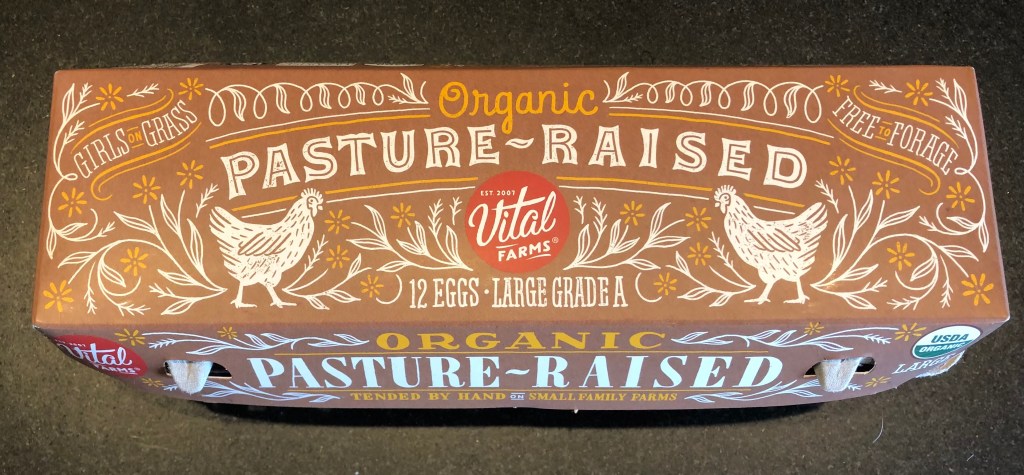 Organic
PASTURE~RAISED
GIRLS ON GRASS
FREE TO FORAGE
EST 2007
Vital
FARMS®
12 EGGS · LARGE GRADE A
ORGANIC
PASTURE~RAISED
TENDED BY HAND ON SMALL FAMILY FARMS
Vital
FARMS
USDA
ORGANIC